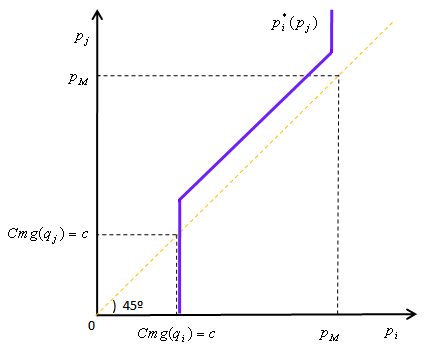 p_j
p_i^*(p_j)
p_M
Cmg(q_j) = c
) 45º
0
Cmg(q_i) = c
p_M
p_i